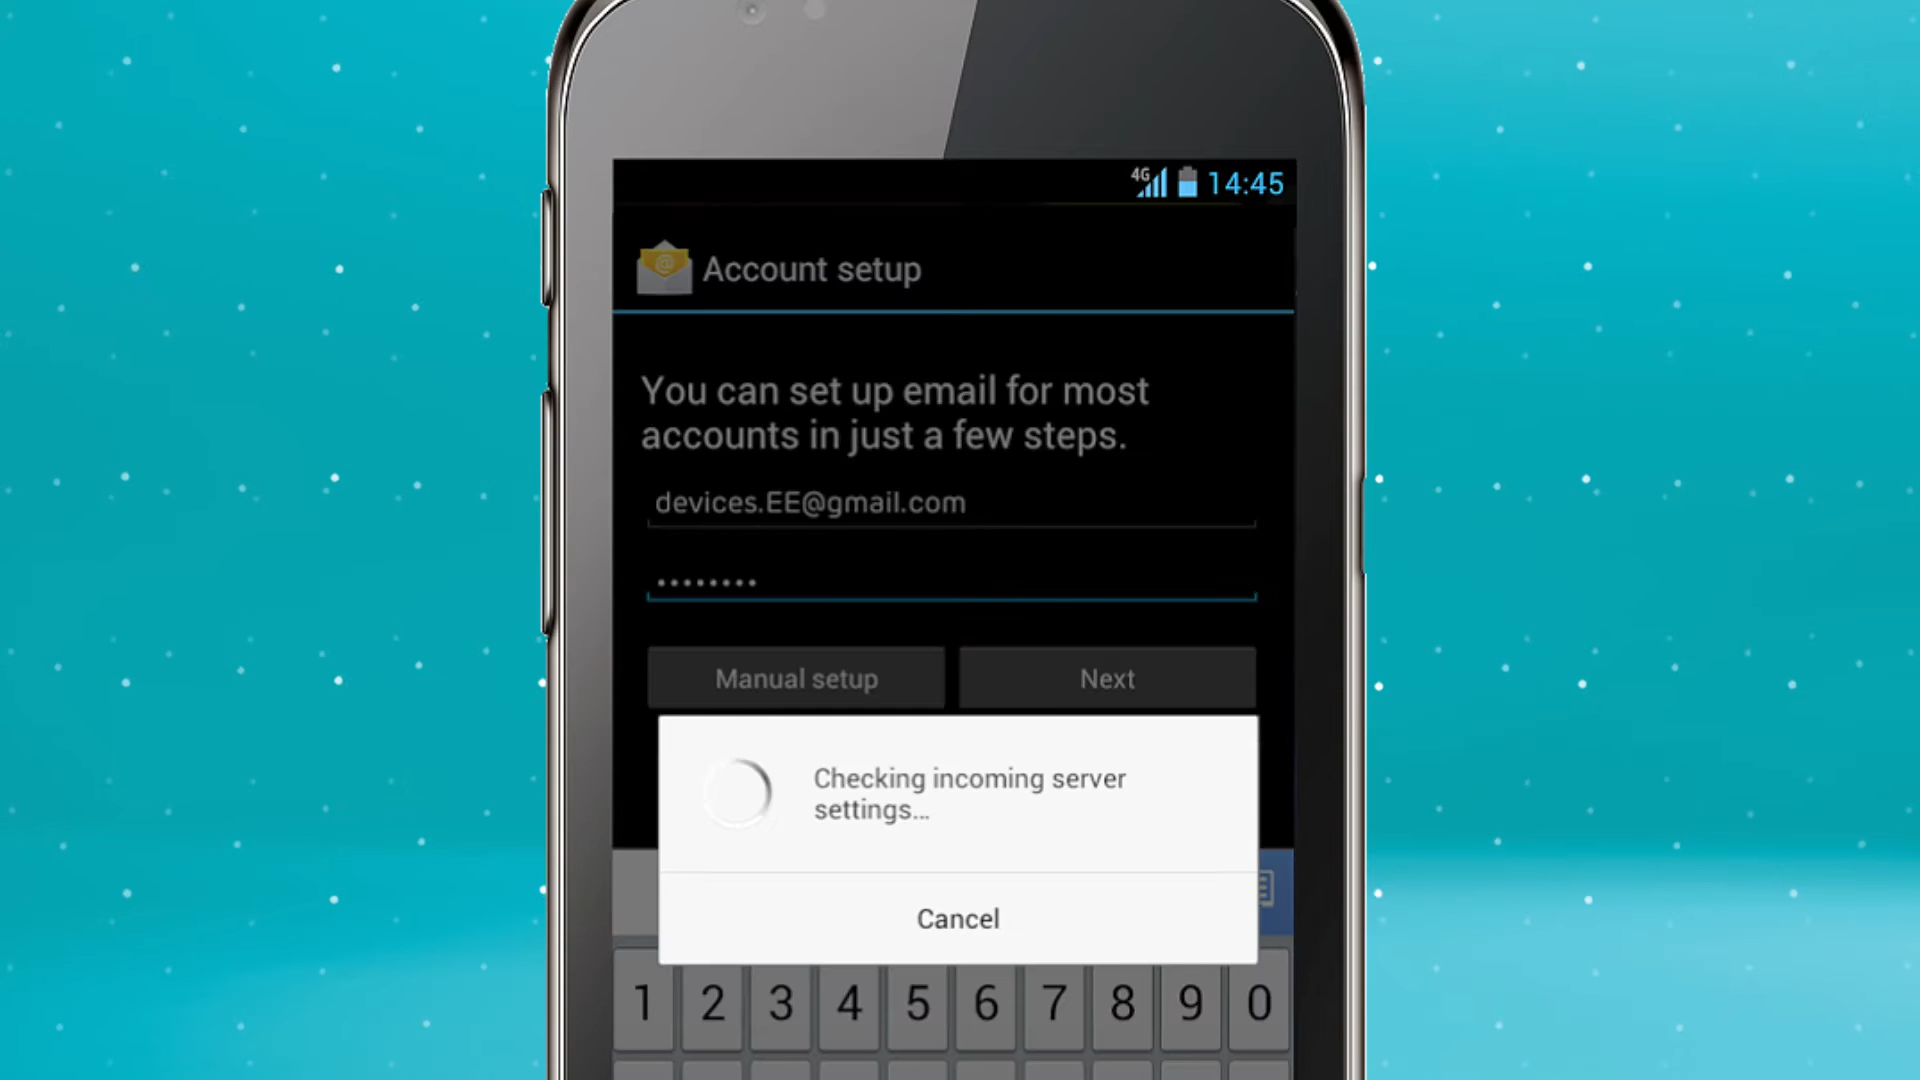 4G 14:45
Account setup
You can set up email for most
accounts in just a few steps.
devices.EE@gmail.com
••••••••
Manual setup Next
Checking incoming server
settings...
Cancel
1 2 3 4 5 6 7 8 9 0